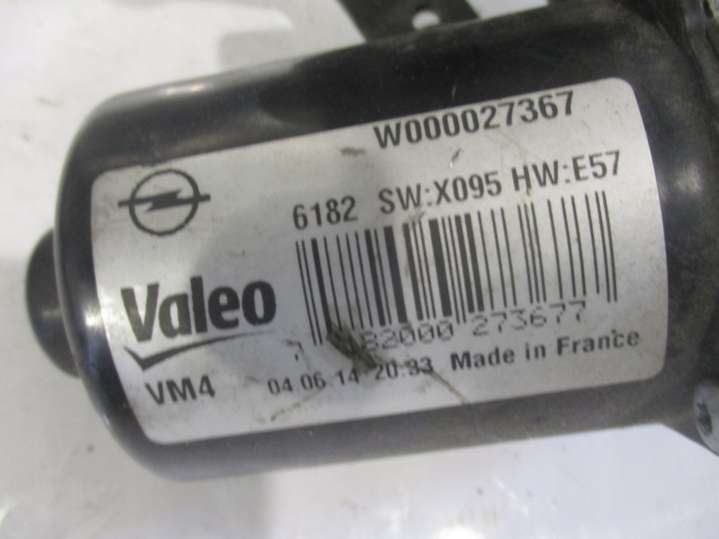 W000027367
6182 SW:X095 HW:E57
Valeo
82000 273677
VM4 04.06.14 20:33 Made in France